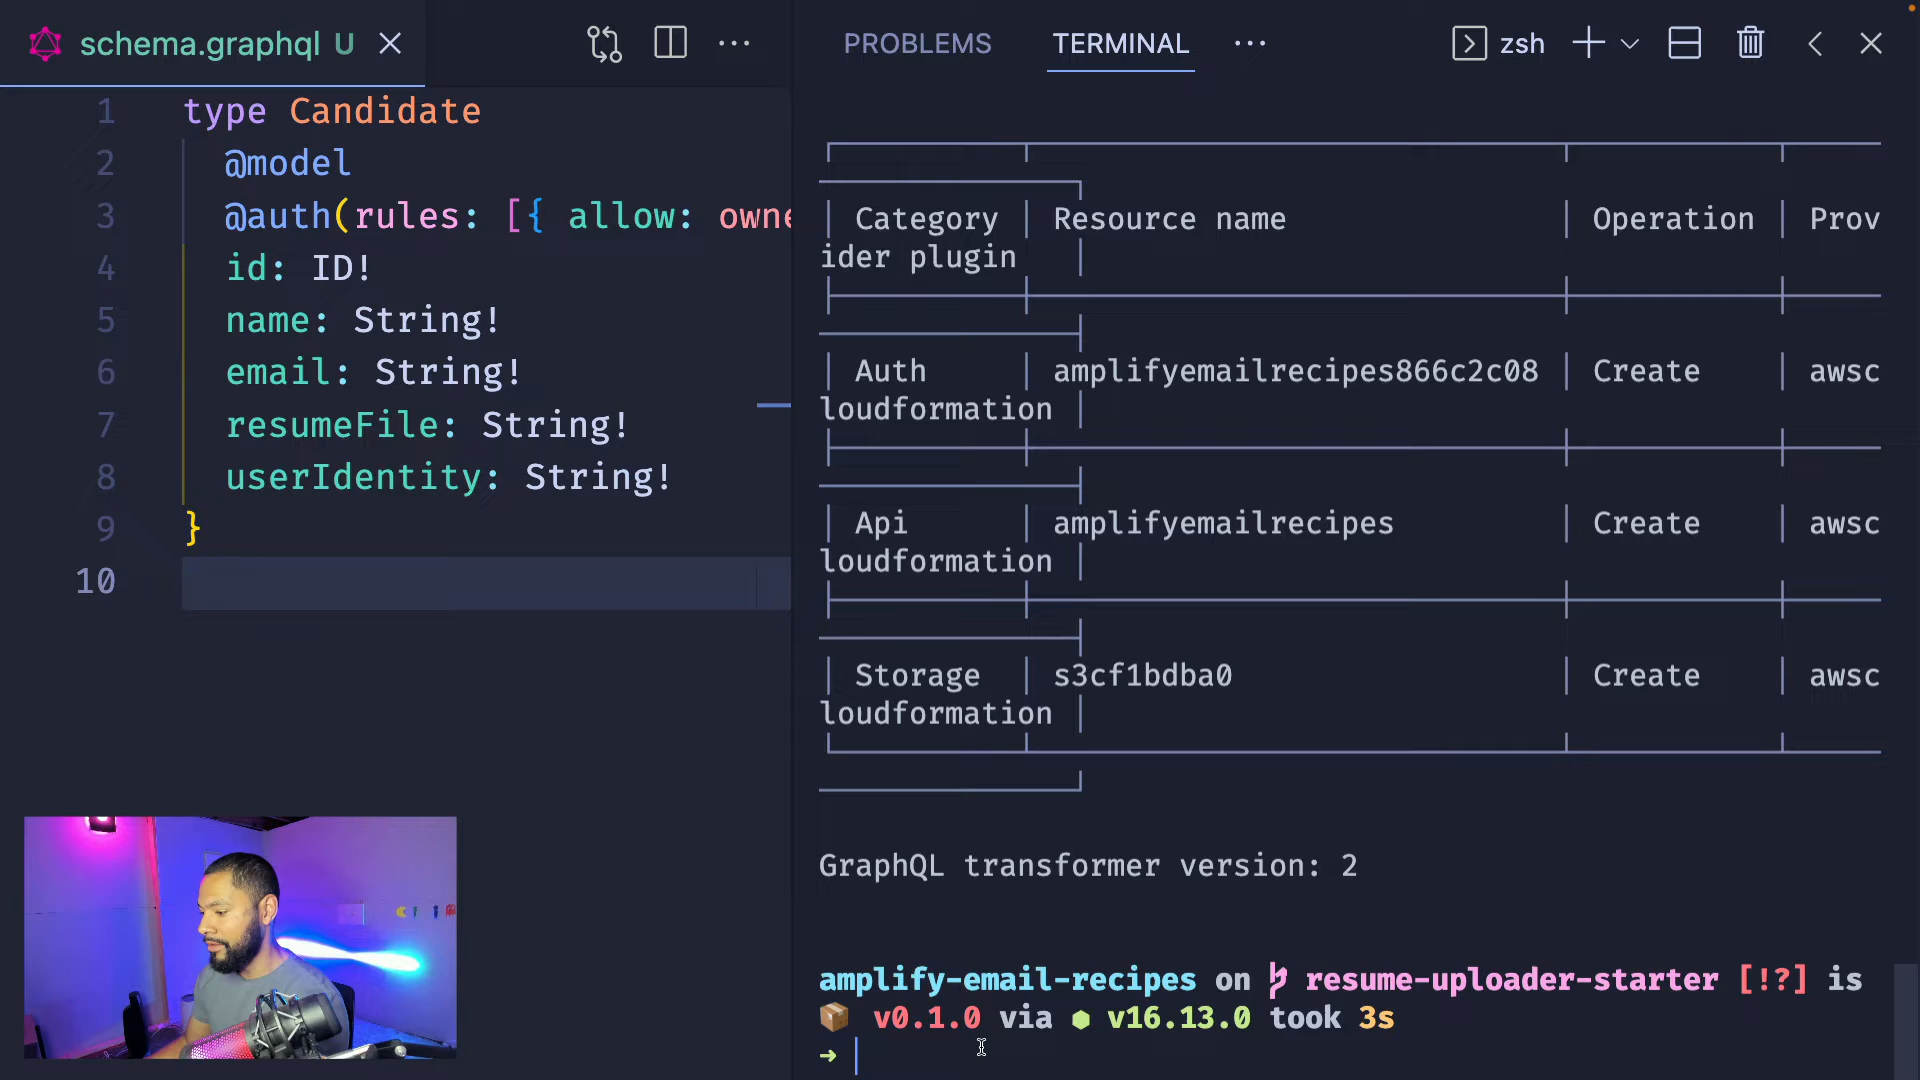 schema.graphql U
1 type Candidate
2 @model
3 @auth(rules: [{ allow: owne
4 id: ID!
5 name: String!
6 email: String!
7 resumeFile: String!
8 userIdentity: String!
9 }
10
PROBLEMS TERMINAL zsh
| Category | Resource name | Operation | Prov
ider plugin |
| Auth | amplifyemailrecipes866c2c08 | Create | awsc
loudformation |
| Api | amplifyemailrecipes | Create | awsc
loudformation |
| Storage | s3cf1bdba0 | Create | awsc
loudformation |
GraphQL transformer version: 2
amplify-email-recipes on resume-uploader-starter [!?] is
📦 v0.1.0 via ⬢ v16.13.0 took 3s
→